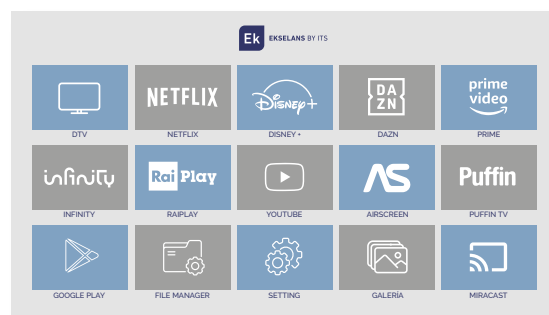 Ek EKSELANS BY ITS
NETFLIX
Disney+
DA
ZN
prime
video
DTV
NETFLIX
DISNEY +
DAZN
PRIME
infinity
Rai Play
AS
Puffin
INFINITY
RAIPLAY
YOUTUBE
AIRSCREEN
PUFFIN TV
GOOGLE PLAY
FILE MANAGER
SETTING
GALERÍA
MIRACAST